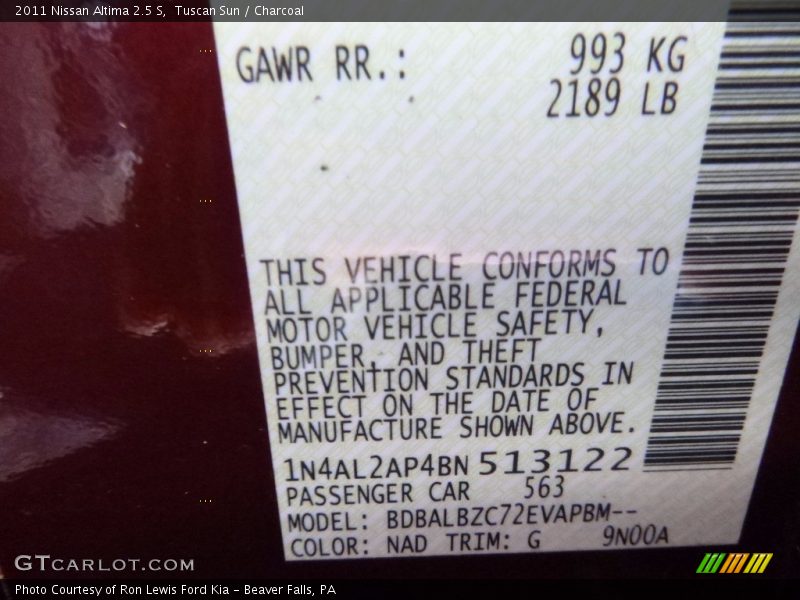 2011 Nissan Altima 2.5 S, Tuscan Sun / Charcoal
GAWR RR.: 993 KG
2189 LB
THIS VEHICLE CONFORMS TO
ALL APPLICABLE FEDERAL
MOTOR VEHICLE SAFETY,
BUMPER, AND THEFT
PREVENTION STANDARDS IN
EFFECT ON THE DATE OF
MANUFACTURE SHOWN ABOVE.
1N4AL2AP4BN 513122
PASSENGER CAR 563
MODEL: BDBALBZC72EVAPBM--
COLOR: NAD TRIM: G 9N00A
GTCARLOT.COM
Photo Courtesy of Ron Lewis Ford Kia - Beaver Falls, PA